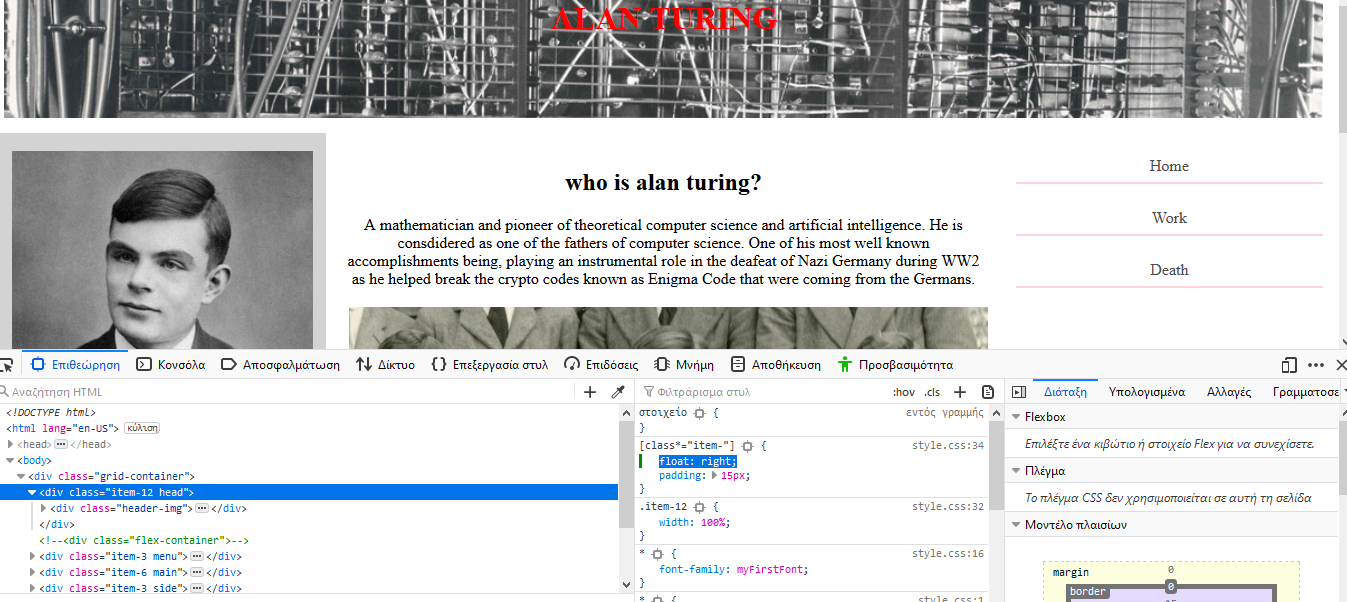 ALAN TURING
who is alan turing?
A mathematician and pioneer of theoretical computer science and artificial intelligence. He is
consdidered as one of the fathers of computer science. One of his most well known
accomplishments being, playing an instrumental role in the deafeat of Nazi Germany during WW2
as he helped break the crypto codes known as Enigma Code that were coming from the Germans.
Home
Work
Death
Επιθεώρηση Κονσόλα Αποσφαλμάτωση Δίκτυο Επεξεργασία στυλ Επιδόσεις Μνήμη Αποθήκευση Προσβασιμότητα
Αναζήτηση HTML
<!DOCTYPE html>
<html lang="en-US"> κύλιση
<head> </head>
<body>
<div class="grid-container">
<div class="item-12 head">
<div class="header-img"> </div>
</div>
<!--<div class="flex-container">-->
<div class="item-3 menu"> </div>
<div class="item-6 main"> </div>
<div class="item-3 side"> </div>
Φιλτράρισμα στυλ :hov .cls
στοιχείο { εντός γραμμής
}
[class*="item-"] { style.css:34
float: right;
padding: 15px;
}
.item-12 { style.css:32
width: 100%;
}
* { style.css:16
font-family: myFirstFont;
}
* { style.css:1
Διάταξη Υπολογισμένα Αλλαγές Γραμματοσε
Flexbox
Επιλέξτε ένα κιβώτιο ή στοιχείο Flex για να συνεχίσετε.
Πλέγμα
Το πλέγμα CSS δεν χρησιμοποιείται σε αυτή τη σελίδα
Μοντέλο πλαισίων
margin 0
border 0
15